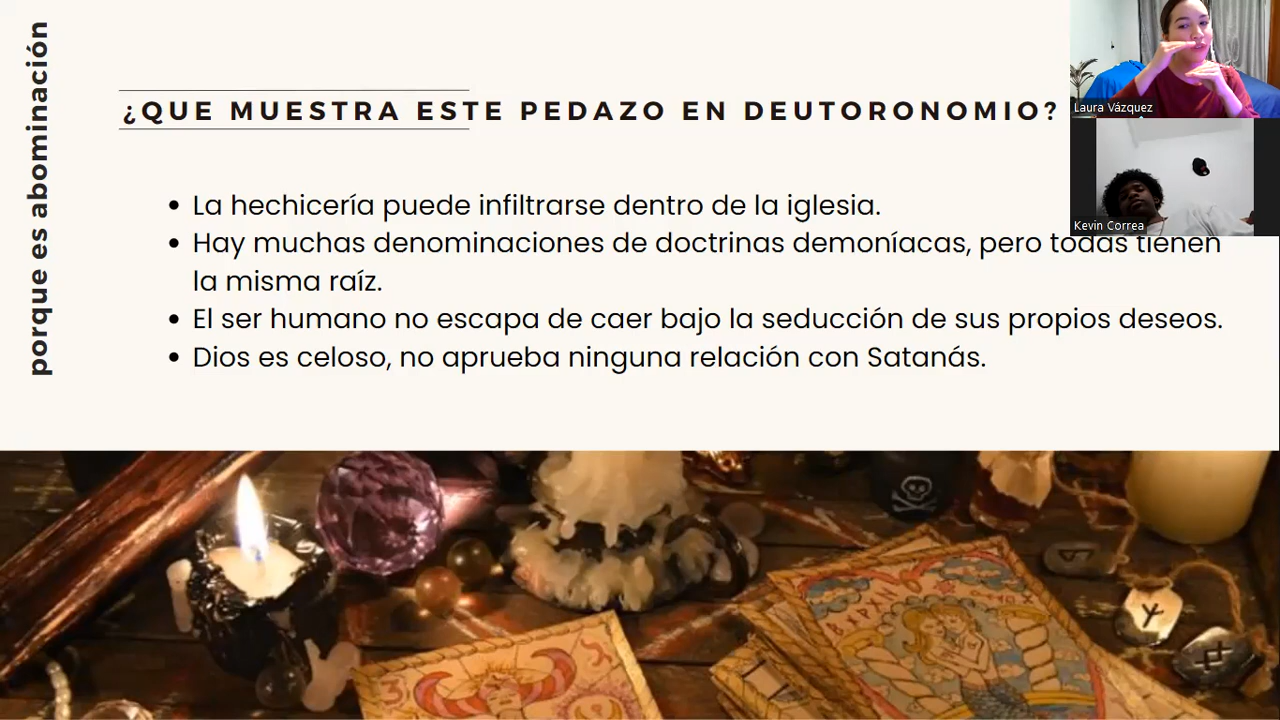 porque es abominación
¿QUE MUESTRA ESTE PEDAZO EN DEUTORONOMIO?
Laura Vázquez
Kevin Correa
• La hechicería puede infiltrarse dentro de la iglesia.
• Hay muchas denominaciones de doctrinas demoníacas, pero todas tienen
la misma raíz.
• El ser humano no escapa de caer bajo la seducción de sus propios deseos.
• Dios es celoso, no aprueba ninguna relación con Satanás.